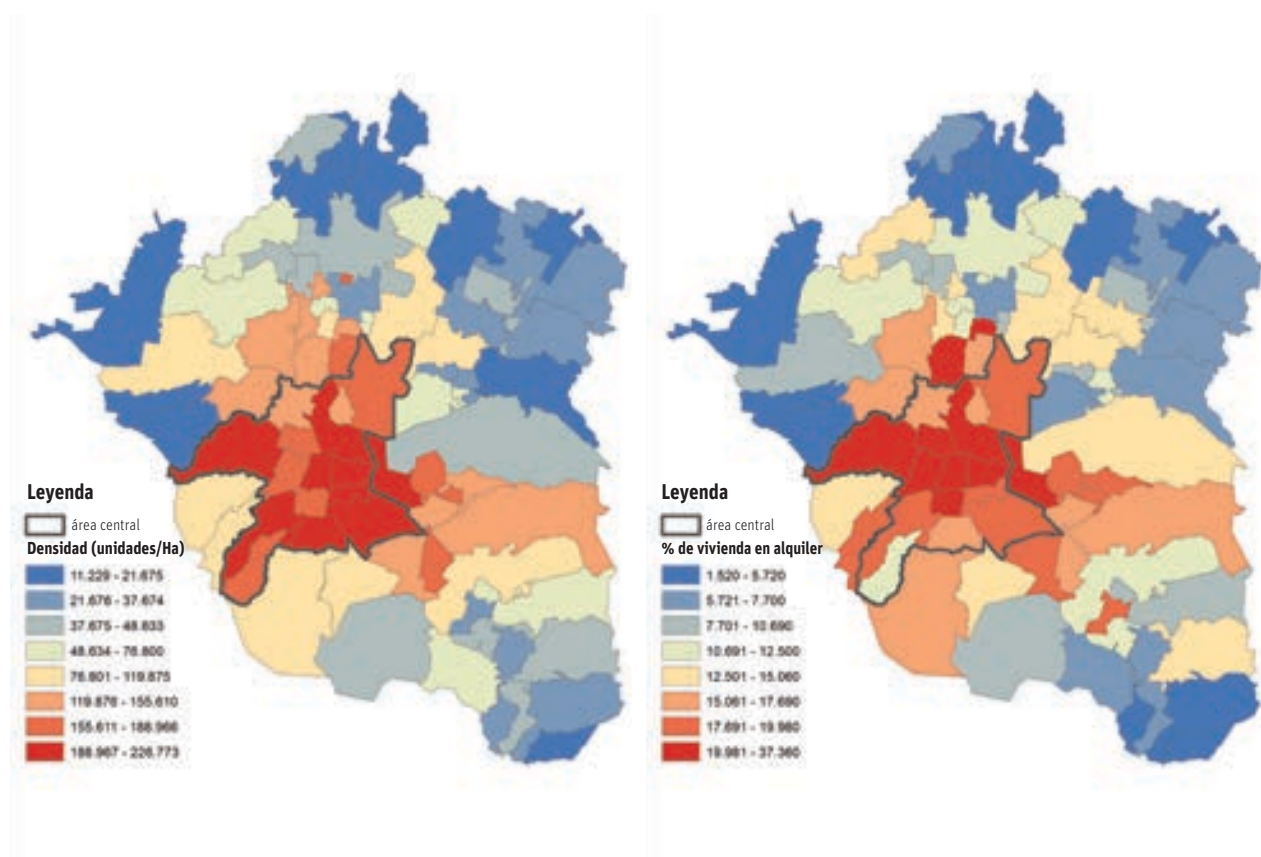 Leyenda
área central
Densidad (unidades/Ha)
11.229 - 21.675
21.676 - 37.674
37.675 - 48.633
48.634 - 76.800
76.801 - 119.875
119.876 - 155.610
155.611 - 188.966
188.967 - 226.773
Leyenda
área central
% de vivienda en alquiler
1.520 - 5.720
5.721 - 7.700
7.701 - 10.690
10.691 - 12.500
12.501 - 15.060
15.061 - 17.690
17.691 - 19.980
19.981 - 37.360